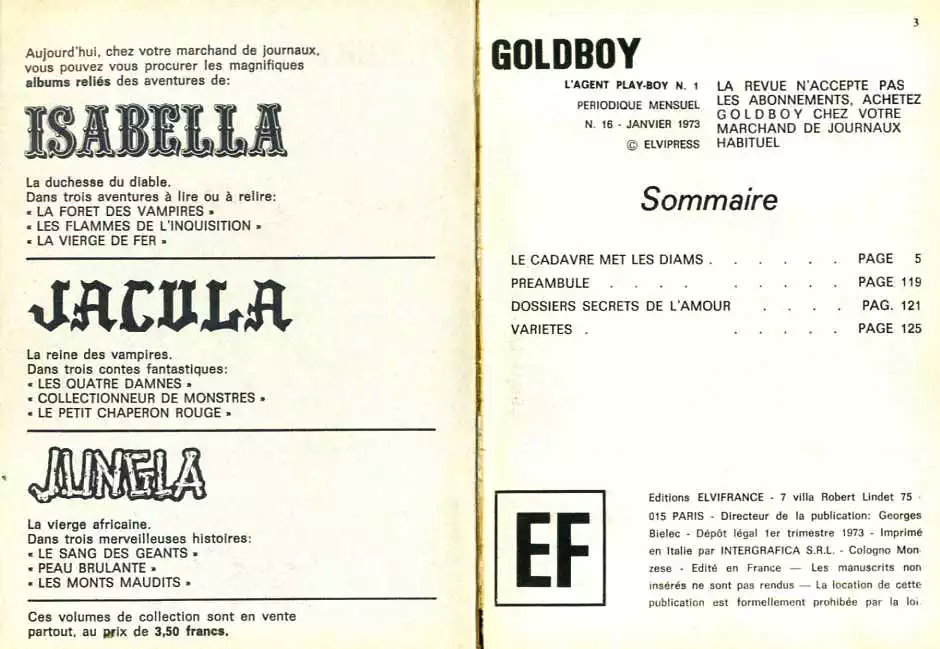 Aujourd'hui, chez votre marchand de journaux,
vous pouvez vous procurer les magnifiques
albums reliés des aventures de:
ISABELLA
La duchesse du diable.
Dans trois aventures à lire ou à relire:
« LA FORET DES VAMPIRES »
« LES FLAMMES DE L'INQUISITION »
« LA VIERGE DE FER »
JACULA
La reine des vampires.
Dans trois contes fantastiques:
« LES QUATRE DAMNES »
« COLLECTIONNEUR DE MONSTRES »
« LE PETIT CHAPERON ROUGE »
JUNGLA
La vierge africaine.
Dans trois merveilleuses histoires:
« LE SANG DES GEANTS »
« PEAU BRULANTE »
« LES MONTS MAUDITS »
Ces volumes de collection sont en vente
partout, au prix de 3,50 francs.
3
GOLDBOY
L'AGENT PLAY-BOY N. 1
PERIODIQUE MENSUEL
N. 16 - JANVIER 1973
© ELVIPRESS
LA REVUE N'ACCEPTE PAS
LES ABONNEMENTS, ACHETEZ
GOLDBOY CHEZ VOTRE
MARCHAND DE JOURNAUX
HABITUEL
Sommaire
LE CADAVRE MET LES DIAMS . . . . . . PAGE 5
PREAMBULE . . . . . . . . . PAGE 119
DOSSIERS SECRETS DE L'AMOUR . . . . PAG. 121
VARIETES . . . . . . PAGE 125
EF
Editions ELVIFRANCE - 7 villa Robert Lindet 75 -
015 PARIS - Directeur de la publication: Georges
Bielec - Dépôt légal 1er trimestre 1973 - Imprimé
en Italie par INTERGRAFICA S.R.L. - Cologno Mon-
zese - Edité en France — Les manuscrits non
insérés ne sont pas rendus — La location de cette
publication est formellement prohibée par la loi.